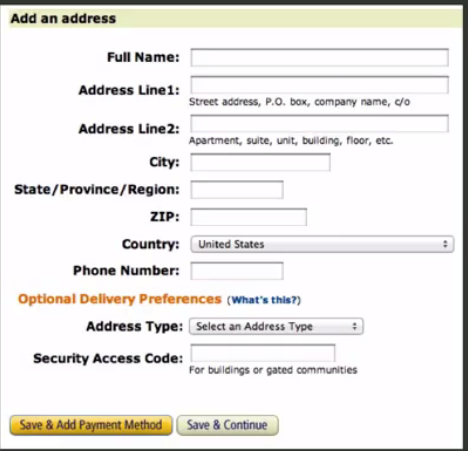 Add an address
Full Name:
Address Line1:
Street address, P.O. box, company name, c/o
Address Line2:
Apartment, suite, unit, building, floor, etc.
City:
State/Province/Region:
ZIP:
Country: United States
Phone Number:
Optional Delivery Preferences (What's this?)
Address Type: Select an Address Type
Security Access Code:
For buildings or gated communities
Save & Add Payment Method Save & Continue